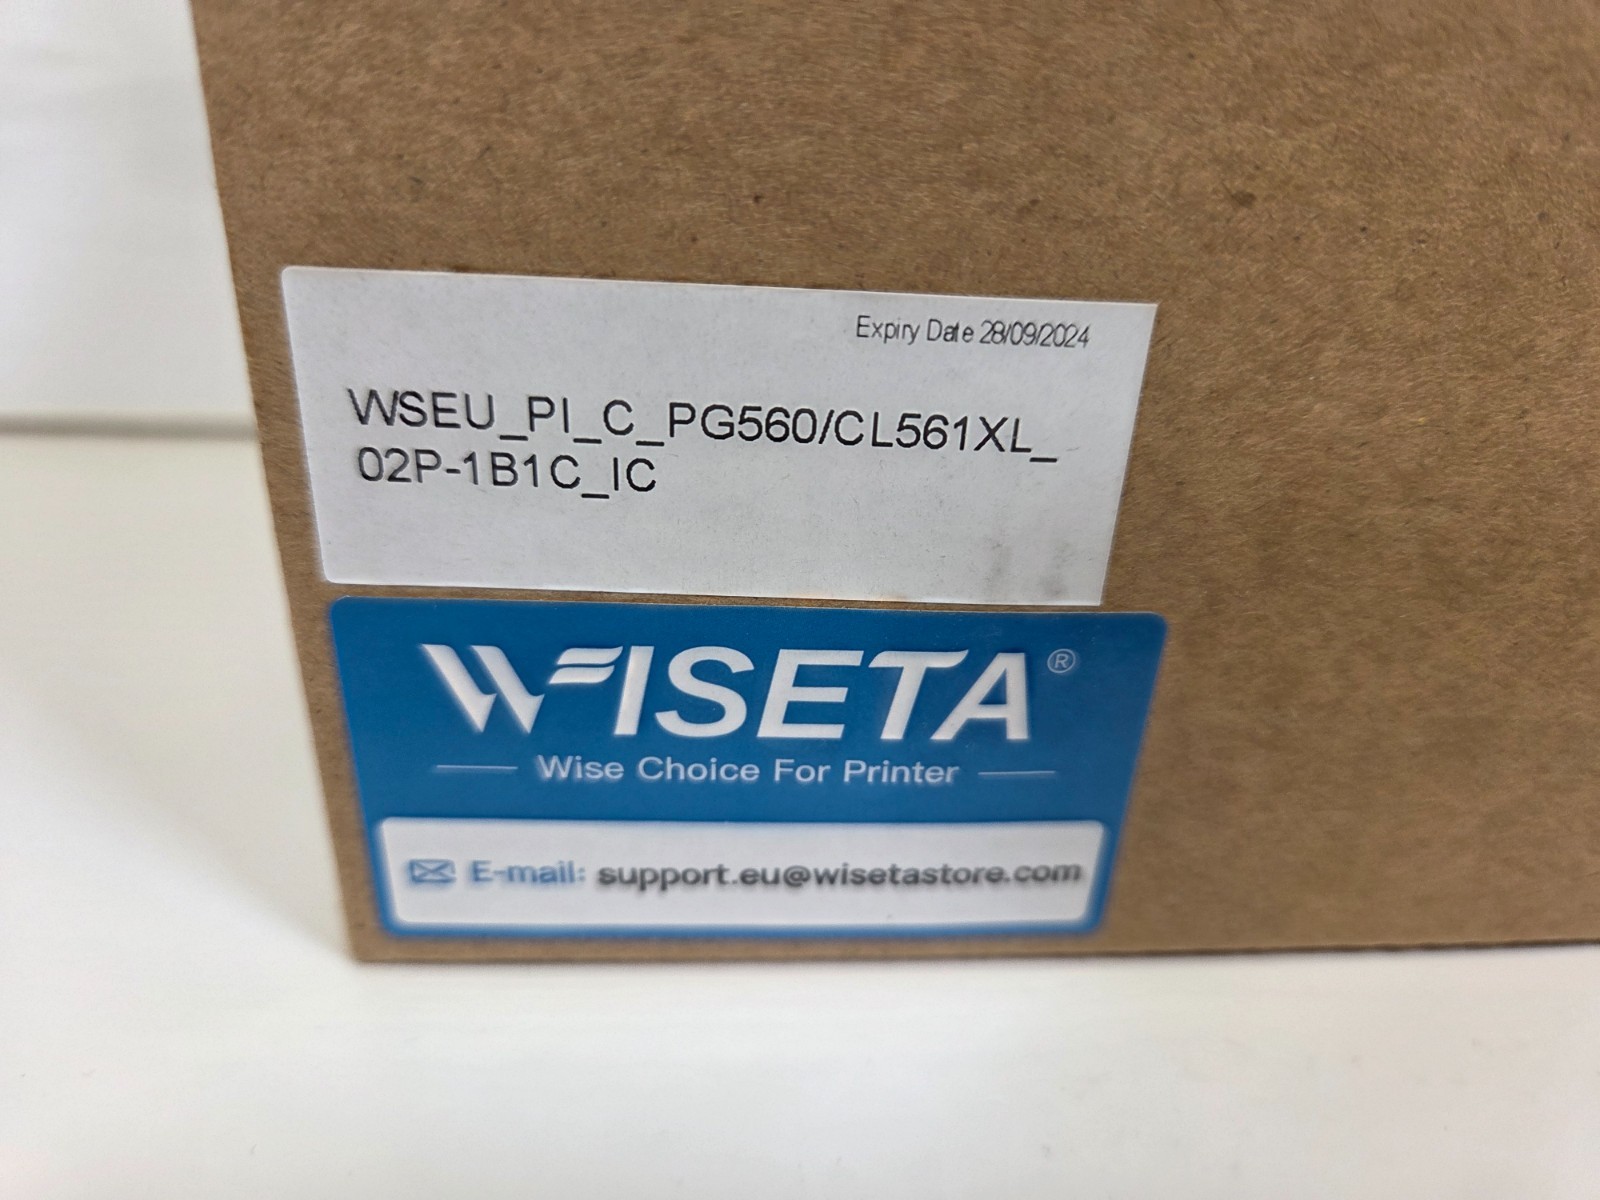 Expiry Date 28/09/2024
WSEU_PI_C_PG560/CL561XL_
02P-1B1C_IC
WISETA®
Wise Choice For Printer
E-mail: support.eu@wisetastore.com